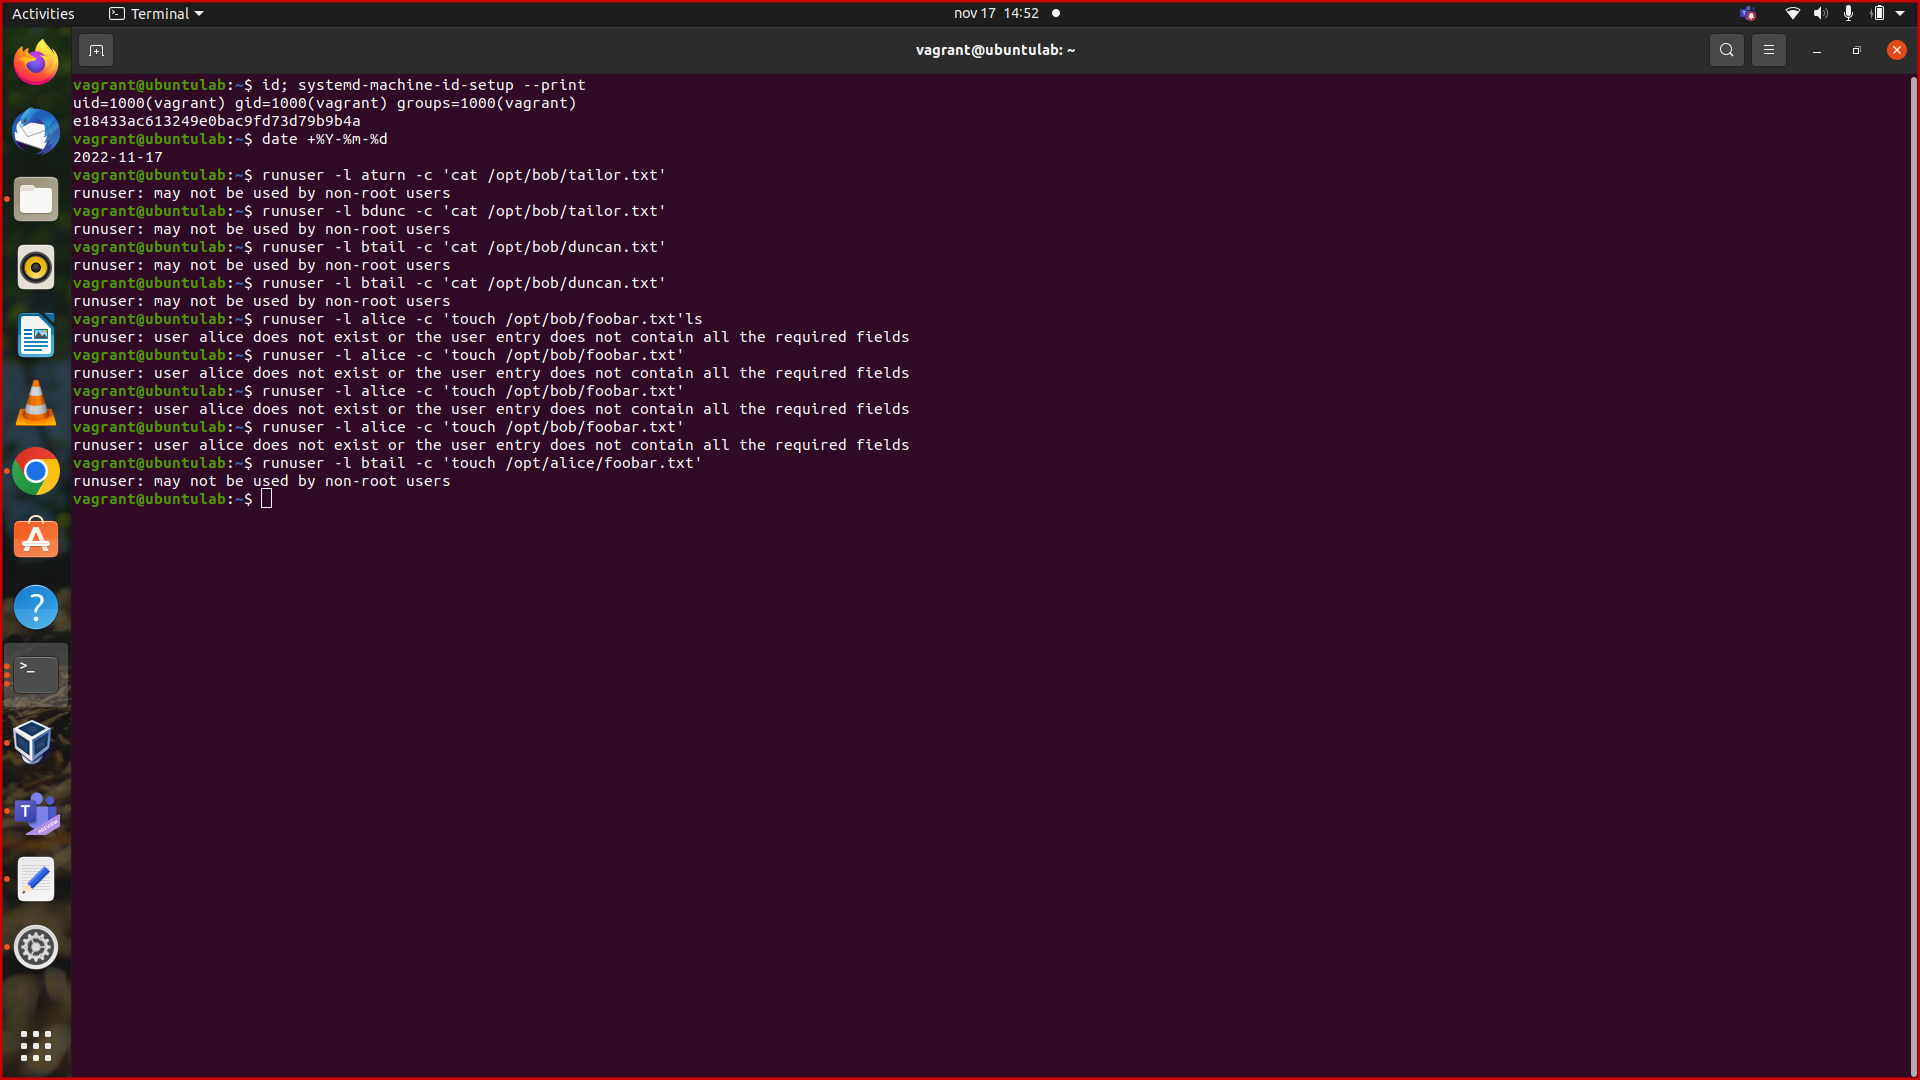 Activities
Terminal
nov 17 14:52
vagrant@ubuntulab: ~
vagrant@ubuntulab:~$ id; systemd-machine-id-setup --print
uid=1000(vagrant) gid=1000(vagrant) groups=1000(vagrant)
e18433ac613249e0bac9fd73d79b9b4a
vagrant@ubuntulab:~$ date +%Y-%m-%d
2022-11-17
vagrant@ubuntulab:~$ runuser -l aturn -c 'cat /opt/bob/tailor.txt'
runuser: may not be used by non-root users
vagrant@ubuntulab:~$ runuser -l bdunc -c 'cat /opt/bob/tailor.txt'
runuser: may not be used by non-root users
vagrant@ubuntulab:~$ runuser -l btail -c 'cat /opt/bob/duncan.txt'
runuser: may not be used by non-root users
vagrant@ubuntulab:~$ runuser -l btail -c 'cat /opt/bob/duncan.txt'
runuser: may not be used by non-root users
vagrant@ubuntulab:~$ runuser -l alice -c 'touch /opt/bob/foobar.txt'ls
runuser: user alice does not exist or the user entry does not contain all the required fields
vagrant@ubuntulab:~$ runuser -l alice -c 'touch /opt/bob/foobar.txt'
runuser: user alice does not exist or the user entry does not contain all the required fields
vagrant@ubuntulab:~$ runuser -l alice -c 'touch /opt/bob/foobar.txt'
runuser: user alice does not exist or the user entry does not contain all the required fields
vagrant@ubuntulab:~$ runuser -l alice -c 'touch /opt/bob/foobar.txt'
runuser: user alice does not exist or the user entry does not contain all the required fields
vagrant@ubuntulab:~$ runuser -l btail -c 'touch /opt/alice/foobar.txt'
runuser: may not be used by non-root users
vagrant@ubuntulab:~$